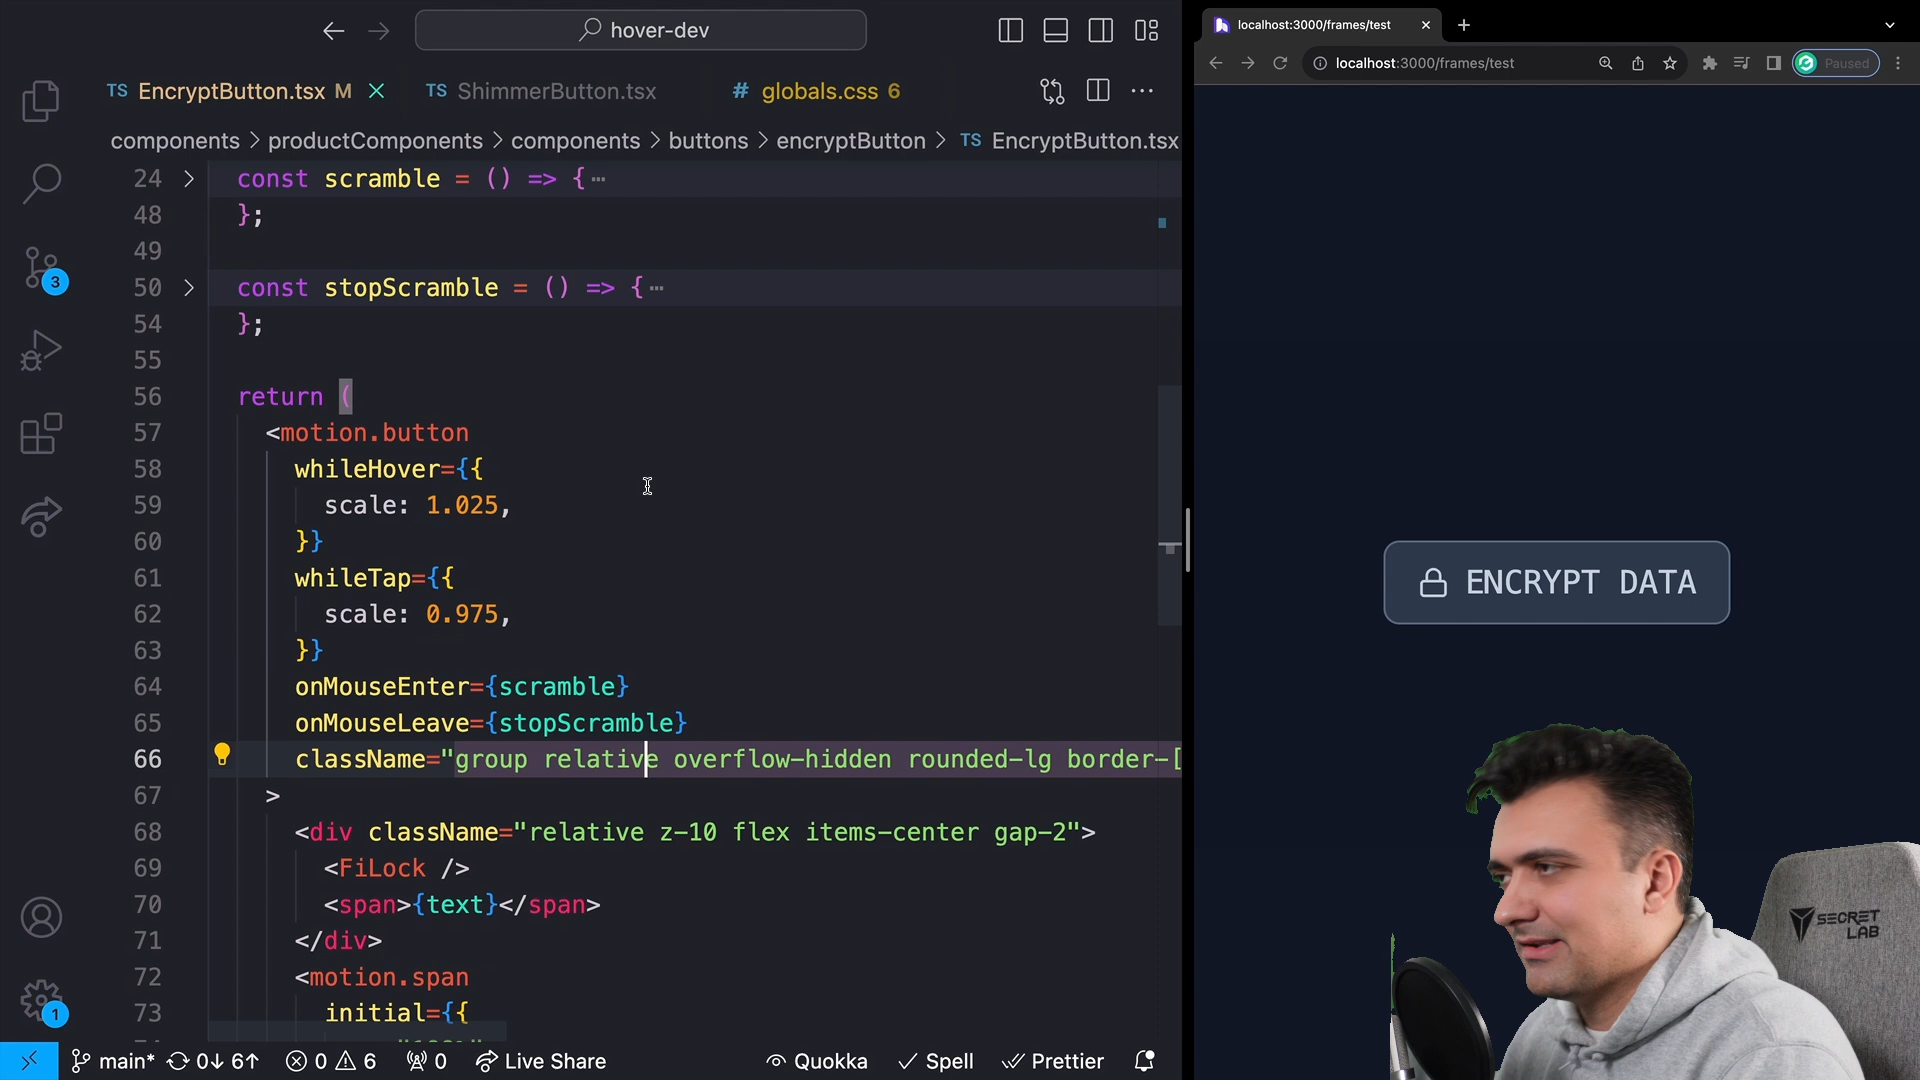 hover-dev
localhost:3000/frames/test
localhost:3000/frames/test
Paused
TS EncryptButton.tsx M
TS ShimmerButton.tsx
# globals.css 6
components > productComponents > components > buttons > encryptButton > TS EncryptButton.tsx
24 const scramble = () => { ⋯
48 };
49
50 const stopScramble = () => { ⋯
54 };
55
56 return (
57 <motion.button
58 whileHover={{
59 scale: 1.025,
60 }}
61 whileTap={{
62 scale: 0.975,
63 }}
64 onMouseEnter={scramble}
65 onMouseLeave={stopScramble}
66 className="group relative overflow-hidden rounded-lg border-[
67 >
68 <div className="relative z-10 flex items-center gap-2">
69 <FiLock />
70 <span>{text}</span>
71 </div>
72 <motion.span
73 initial={{
3
1
ENCRYPT DATA
SECRET
LAB
main* 0↓ 6↑ 0 6 0 Live Share Quokka Spell Prettier